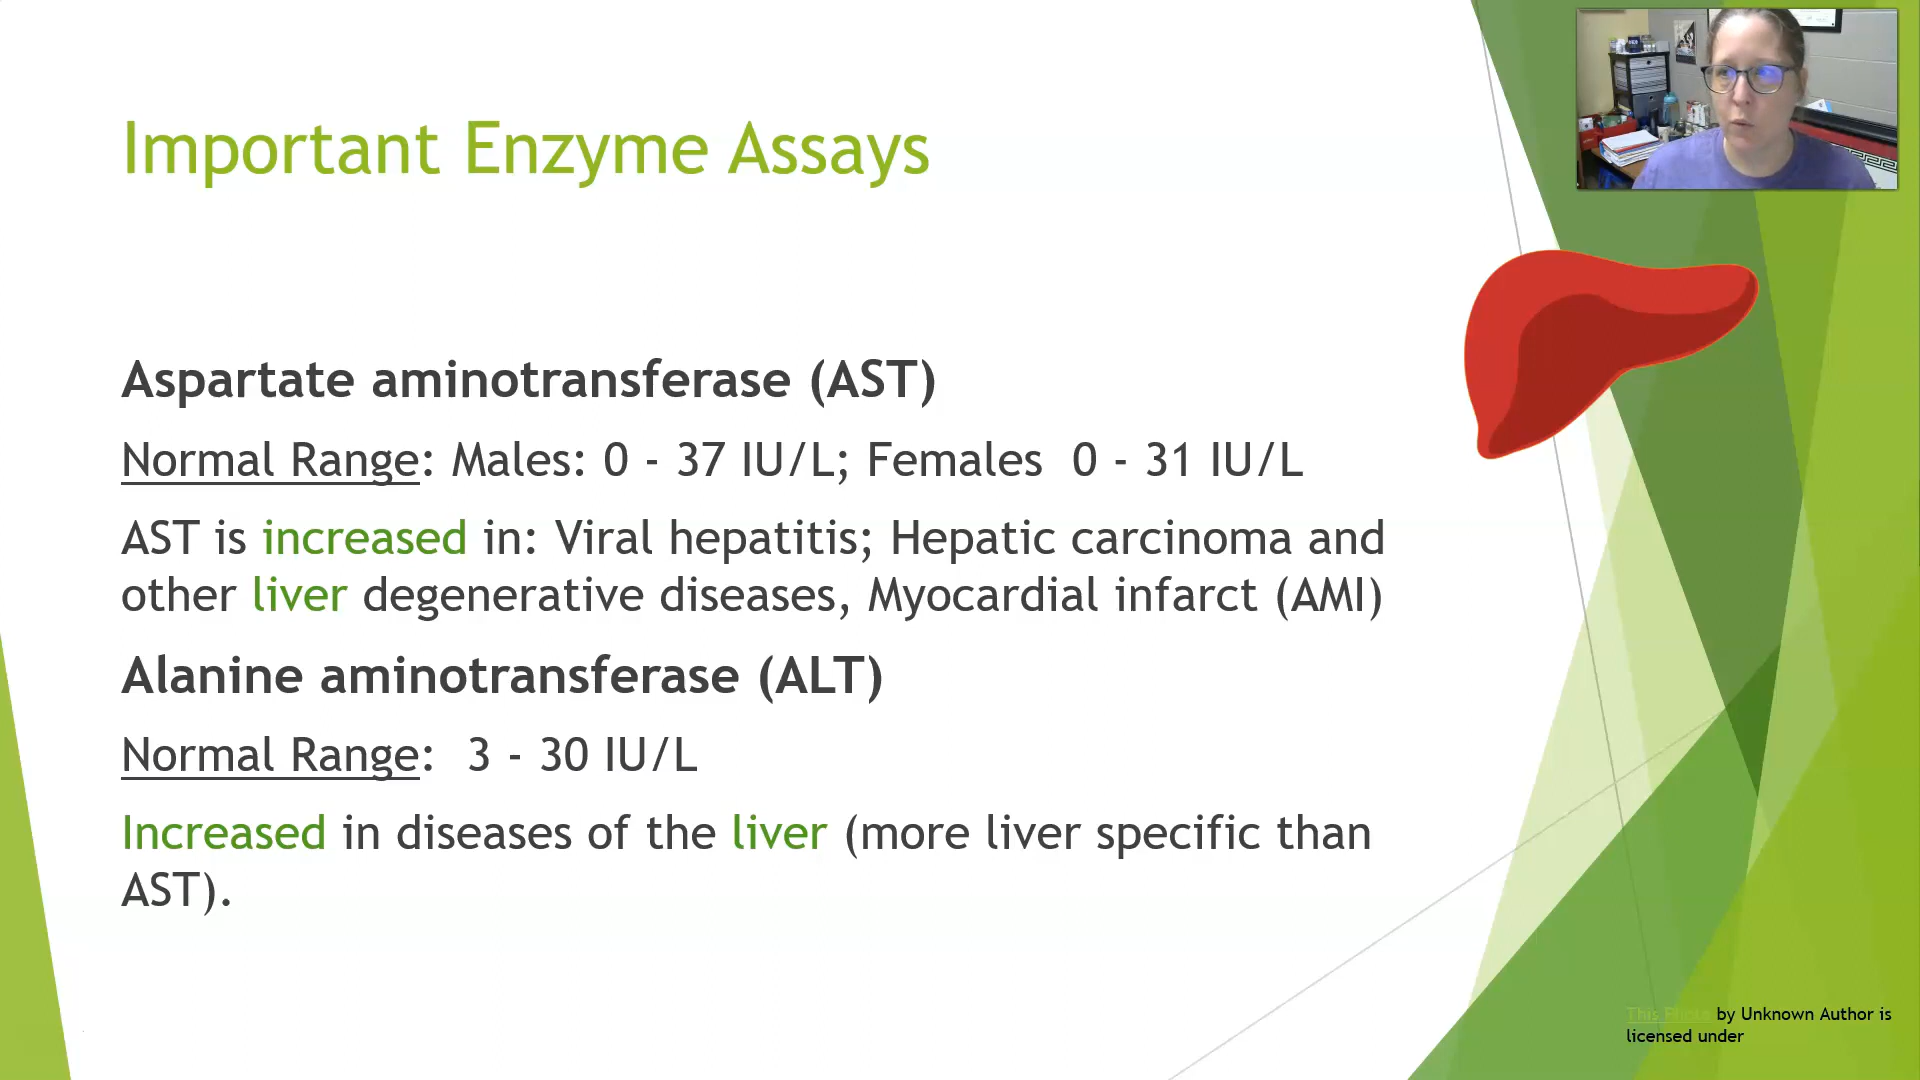 Important Enzyme Assays
Aspartate aminotransferase (AST)
Normal Range: Males: 0 - 37 IU/L; Females 0 - 31 IU/L
AST is increased in: Viral hepatitis; Hepatic carcinoma and
other liver degenerative diseases, Myocardial infarct (AMI)
Alanine aminotransferase (ALT)
Normal Range: 3 - 30 IU/L
Increased in diseases of the liver (more liver specific than
AST).
This Photo by Unknown Author is
licensed under